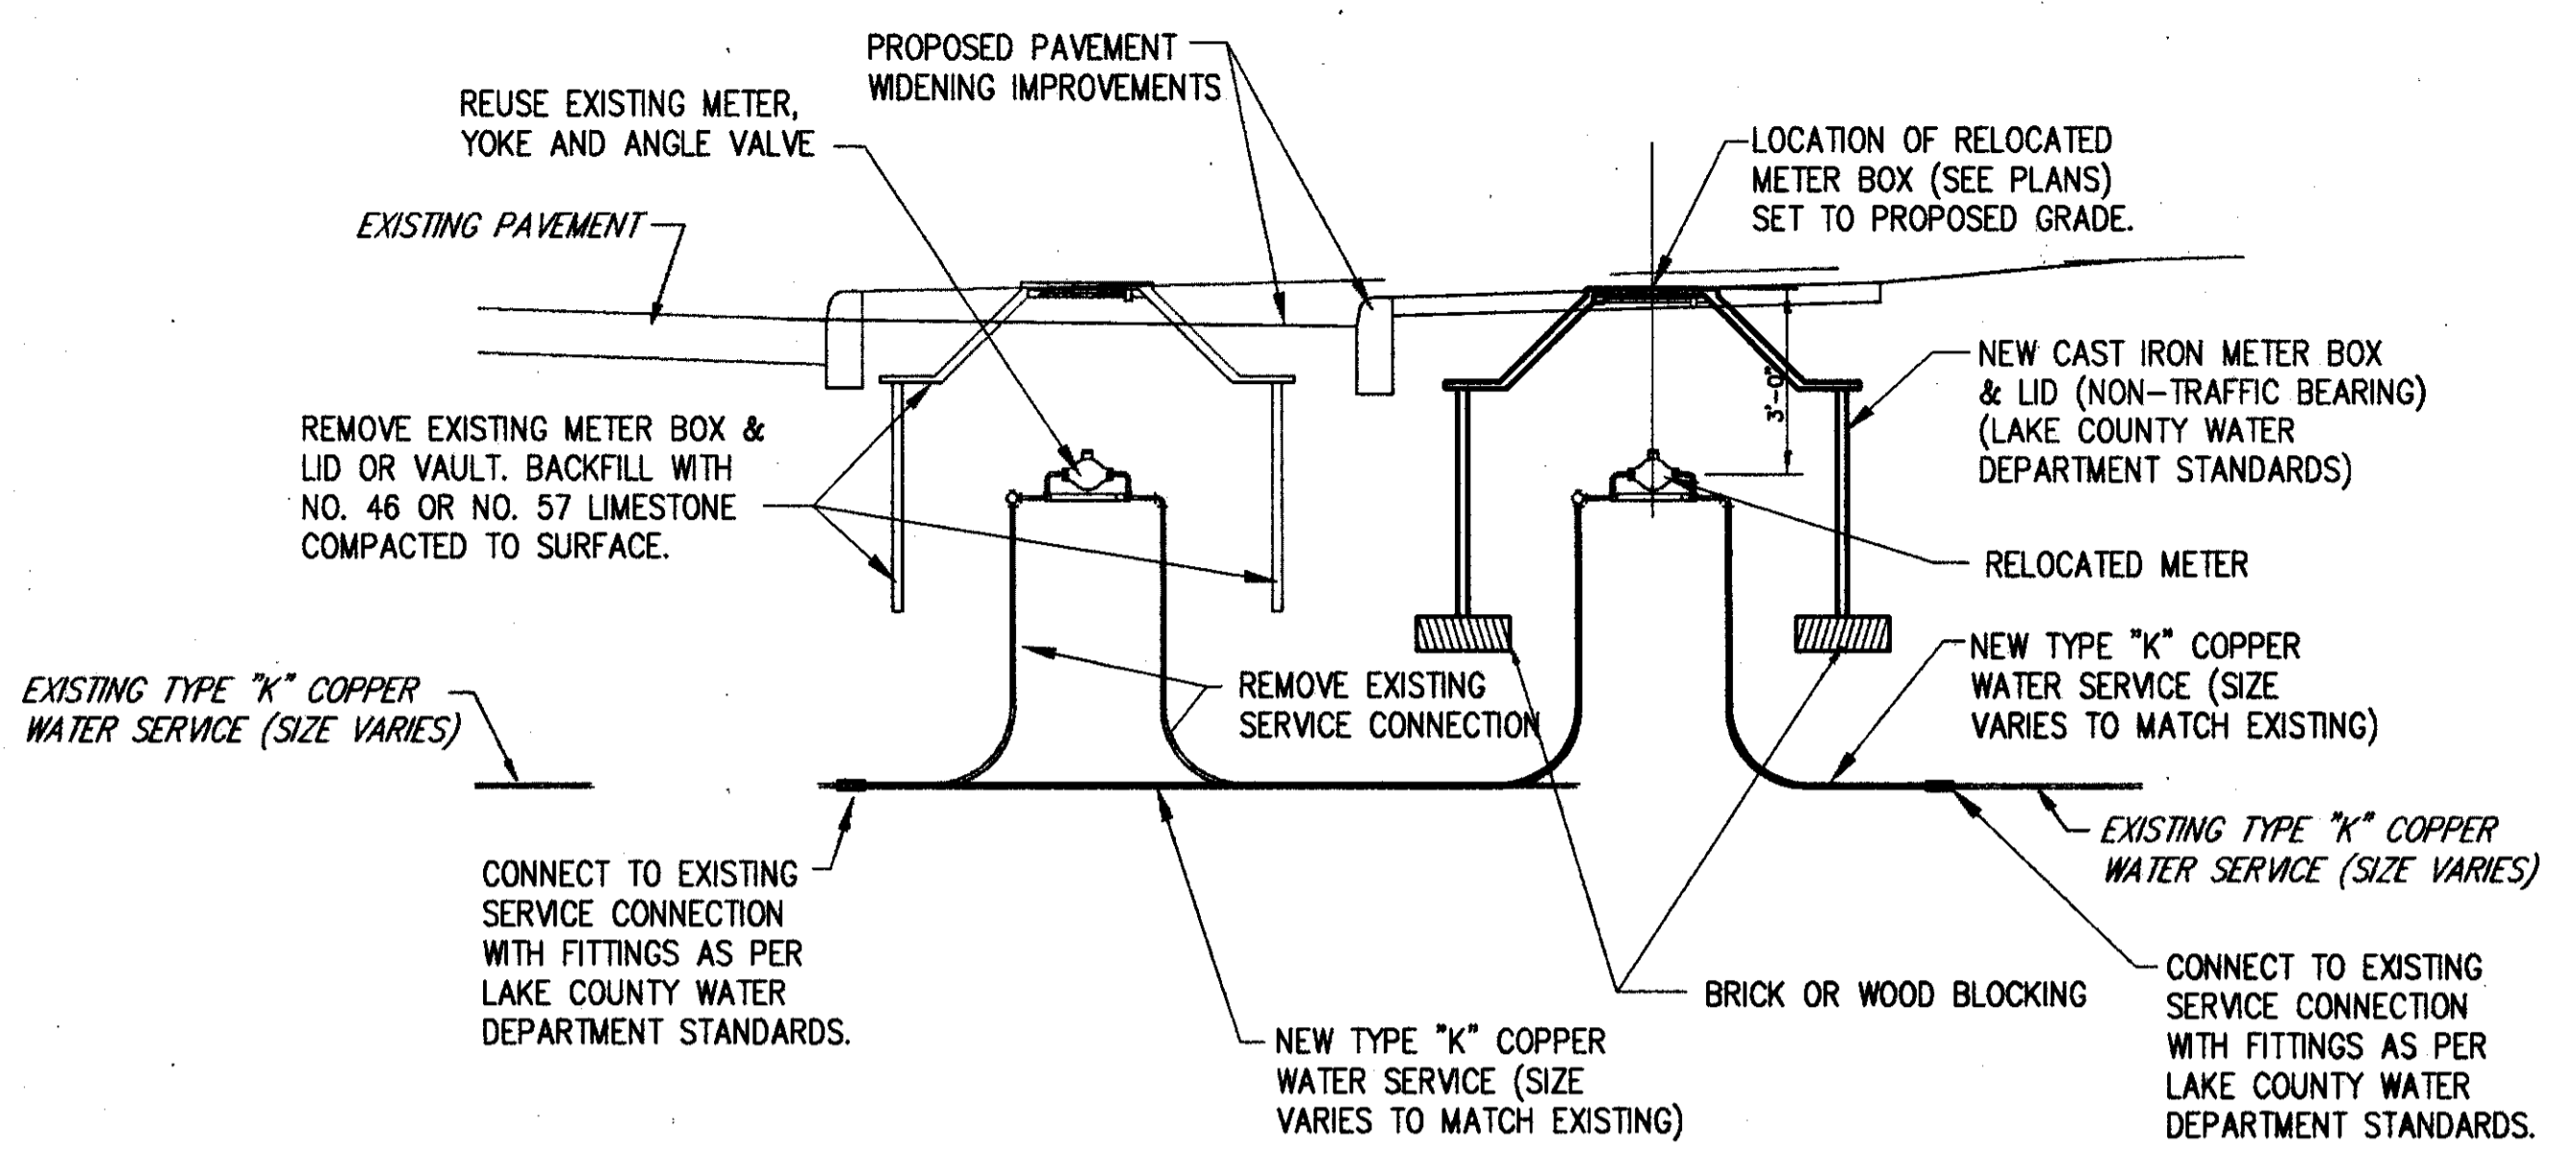 PROPOSED PAVEMENT
WIDENING IMPROVEMENTS
REUSE EXISTING METER,
YOKE AND ANGLE VALVE
LOCATION OF RELOCATED
METER BOX (SEE PLANS)
SET TO PROPOSED GRADE.
EXISTING PAVEMENT
NEW CAST IRON METER BOX
& LID (NON-TRAFFIC BEARING)
(LAKE COUNTY WATER
DEPARTMENT STANDARDS)
3'-0"
REMOVE EXISTING METER BOX &
LID OR VAULT. BACKFILL WITH
NO. 46 OR NO. 57 LIMESTONE
COMPACTED TO SURFACE.
RELOCATED METER
NEW TYPE "K" COPPER
WATER SERVICE (SIZE
VARIES TO MATCH EXISTING)
EXISTING TYPE "K" COPPER
WATER SERVICE (SIZE VARIES)
REMOVE EXISTING
SERVICE CONNECTION
EXISTING TYPE "K" COPPER
WATER SERVICE (SIZE VARIES)
CONNECT TO EXISTING
SERVICE CONNECTION
WITH FITTINGS AS PER
LAKE COUNTY WATER
DEPARTMENT STANDARDS.
BRICK OR WOOD BLOCKING
CONNECT TO EXISTING
SERVICE CONNECTION
WITH FITTINGS AS PER
LAKE COUNTY WATER
DEPARTMENT STANDARDS.
NEW TYPE "K" COPPER
WATER SERVICE (SIZE
VARIES TO MATCH EXISTING)